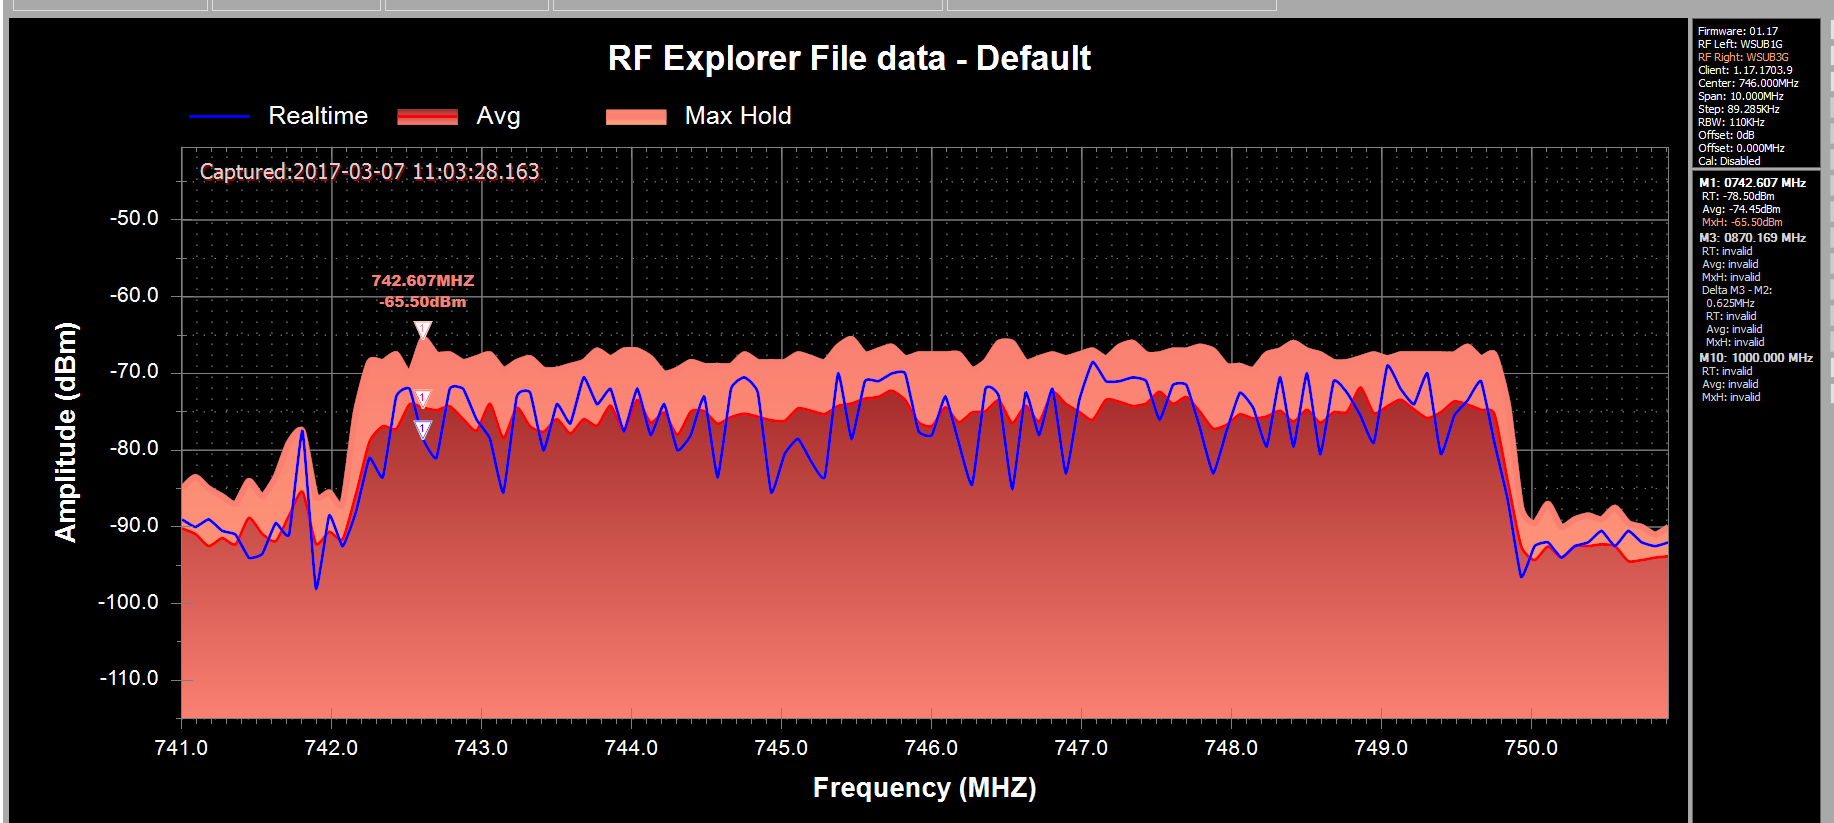 RF Explorer File data - Default
Realtime
Avg
Max Hold
Captured:2017-03-07 11:03:28.163
742.607MHZ
-65.50dBm
1
1
1
Amplitude (dBm)
-50.0
-60.0
-70.0
-80.0
-90.0
-100.0
-110.0
741.0 742.0 743.0 744.0 745.0 746.0 747.0 748.0 749.0 750.0
Frequency (MHZ)
Firmware: 01.17
RF Left: WSUB1G
RF Right: WSUB3G
Client: 1.17.1703.9
Center: 746.000MHz
Span: 10.000MHz
Step: 89.285KHz
RBW: 110KHz
Offset: 0dB
Offset: 0.000MHz
Cal: Disabled
M1: 0742.607 MHz
RT: -78.50dBm
Avg: -74.45dBm
MxH: -65.50dBm
M3: 0870.169 MHz
RT: invalid
Avg: invalid
MxH: invalid
Delta M3 - M2:
0.625MHz
RT: invalid
Avg: invalid
MxH: invalid
M10: 1000.000 MHz
RT: invalid
Avg: invalid
MxH: invalid